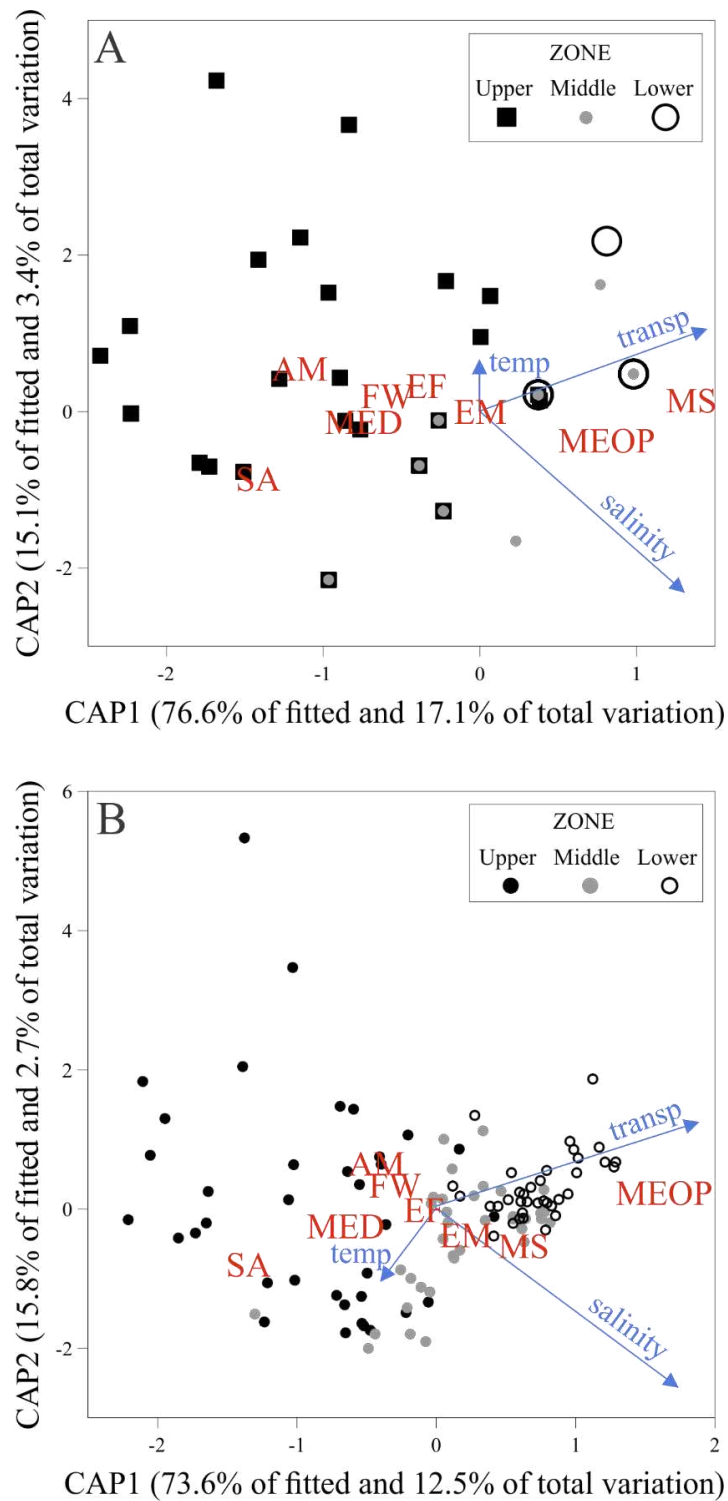 A
ZONE
Upper Middle Lower
4
2
0
-2
CAP2 (15.1% of fitted and 3.4% of total variation)
transp
temp
salinity
AM
FW
EF
MED
EM
MS
MEOP
SA
-2 -1 0 1
CAP1 (76.6% of fitted and 17.1% of total variation)
B
ZONE
Upper Middle Lower
6
4
2
0
-2
CAP2 (15.8% of fitted and 2.7% of total variation)
transp
AM
FW
MEOP
EF
MED
EM
MS
temp
SA
salinity
-2 -1 0 1 2
CAP1 (73.6% of fitted and 12.5% of total variation)